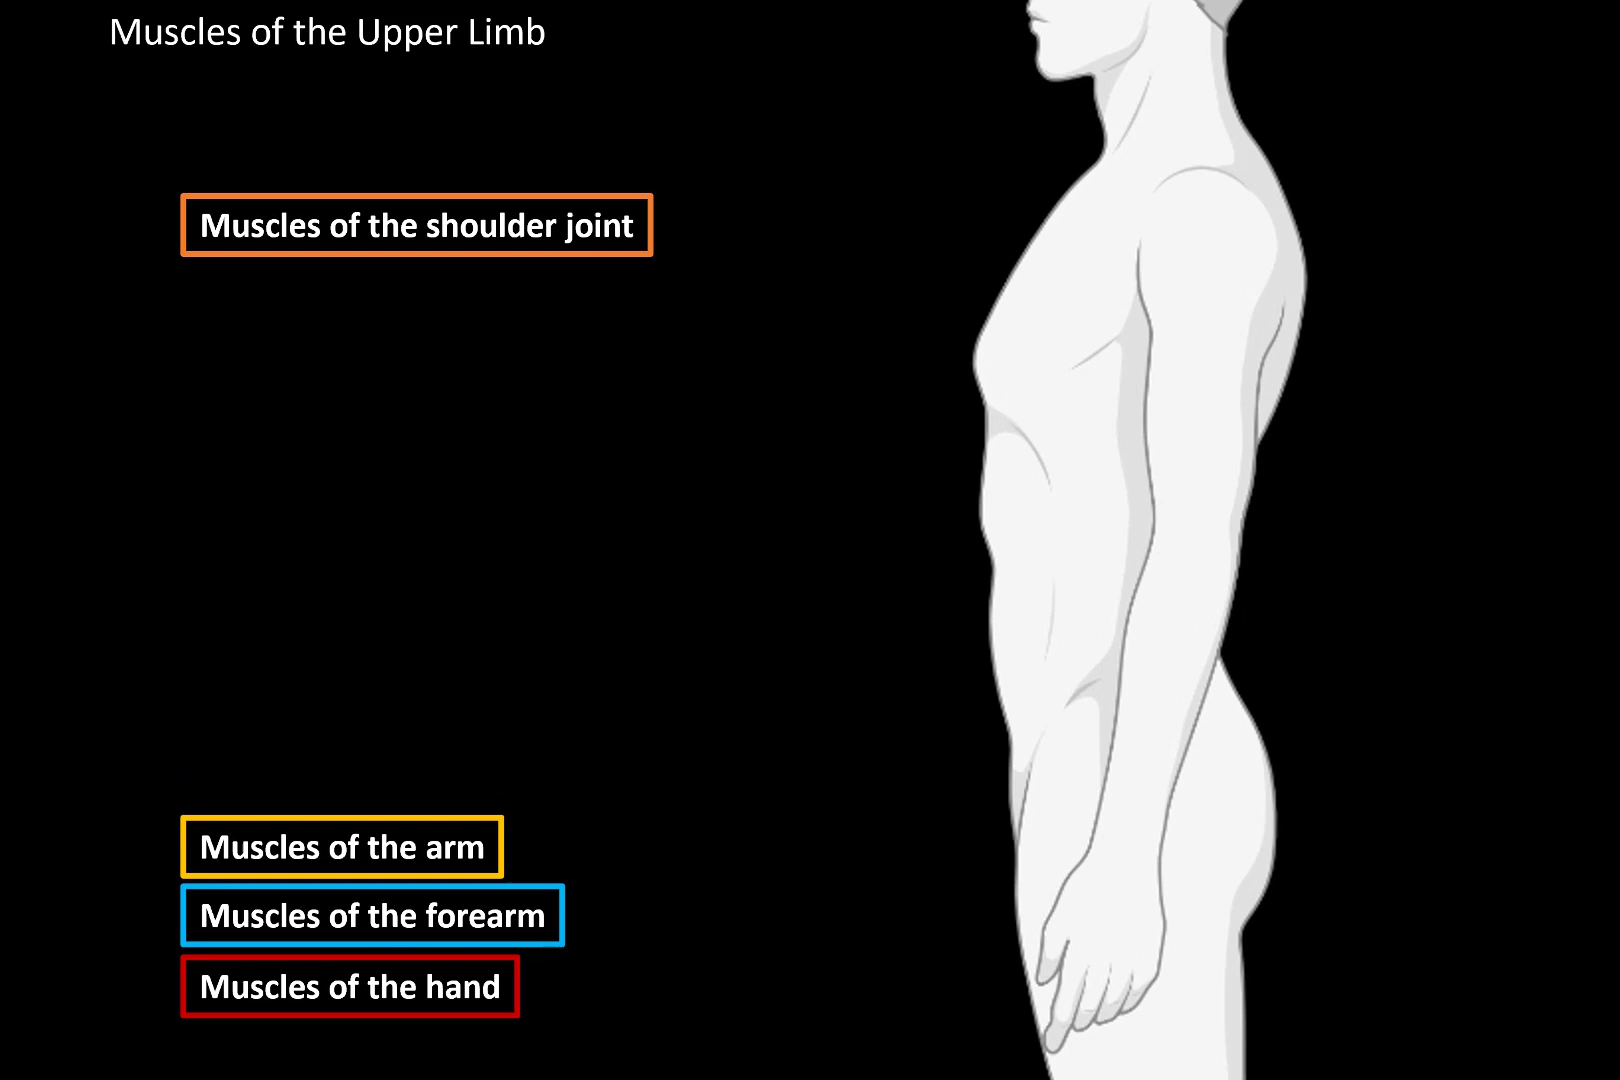 Muscles of the Upper Limb
Muscles of the shoulder joint
Muscles of the arm
Muscles of the forearm
Muscles of the hand